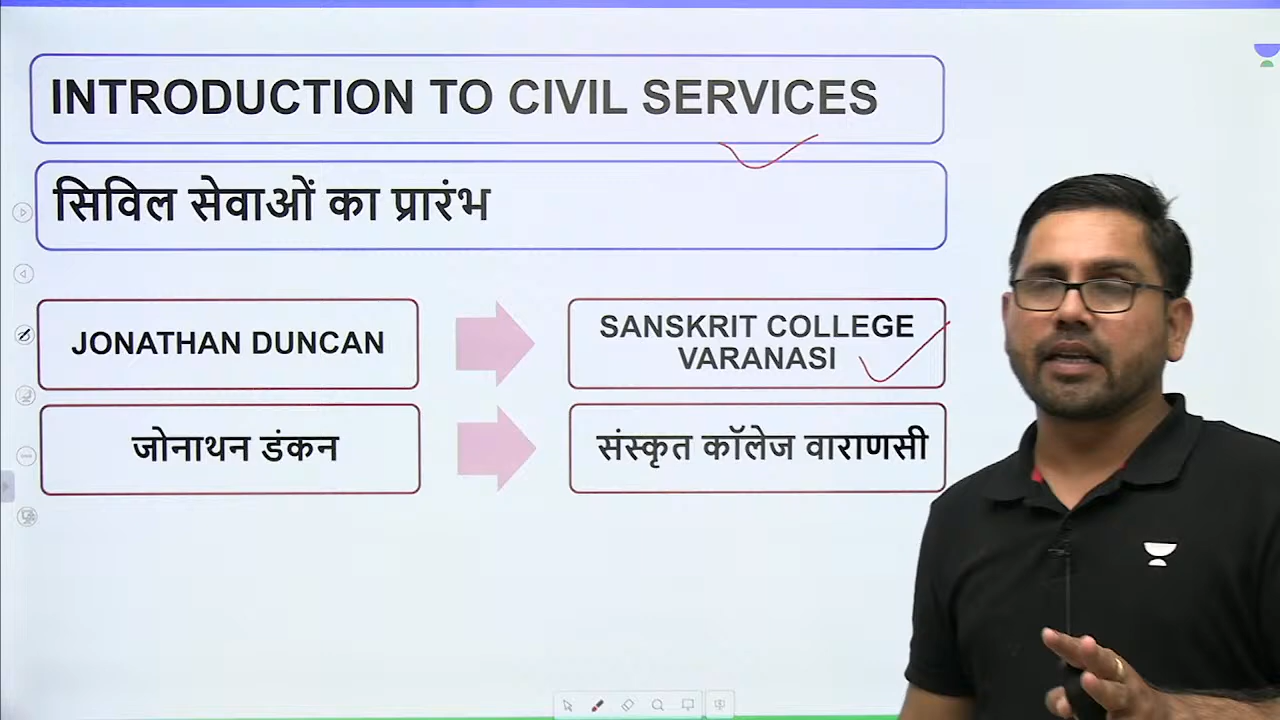 INTRODUCTION TO CIVIL SERVICES
सिविल सेवाओं का प्रारंभ
JONATHAN DUNCAN
SANSKRIT COLLEGE
VARANASI
जोनाथन डंकन
संस्कृत कॉलेज वाराणसी